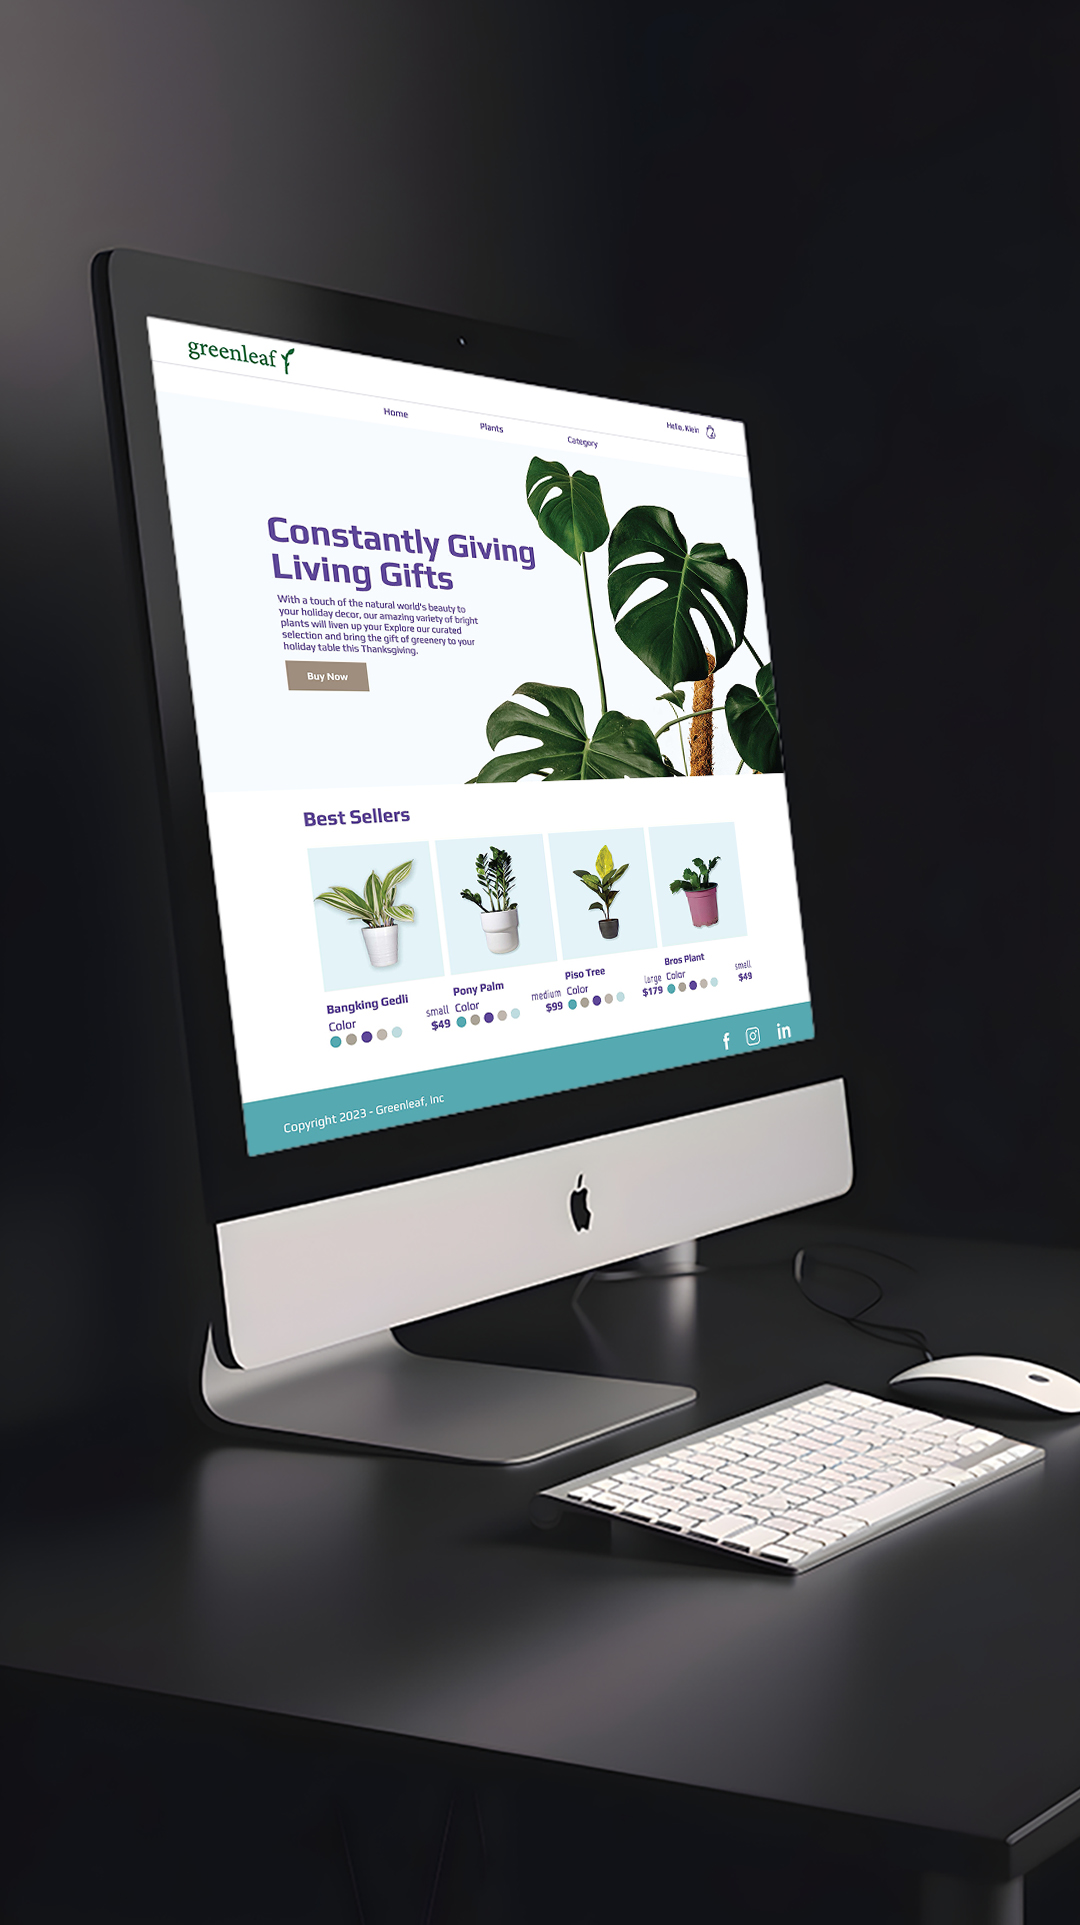 greenleaf
Hello, Klein
Home
Plants
Category
Constantly Giving
Living Gifts
With a touch of the natural world's beauty to
your holiday decor, our amazing variety of bright
plants will liven up your Explore our curated
selection and bring the gift of greenery to your
holiday table this Thanksgiving.
Buy Now
Best Sellers
Bangking Gedli
Color
small
$49
Pony Palm
Color
medium
$99
Piso Tree
Color
large
$179
Bros Plant
Color
small
$49
Copyright 2023 - Greenleaf, Inc
f
in